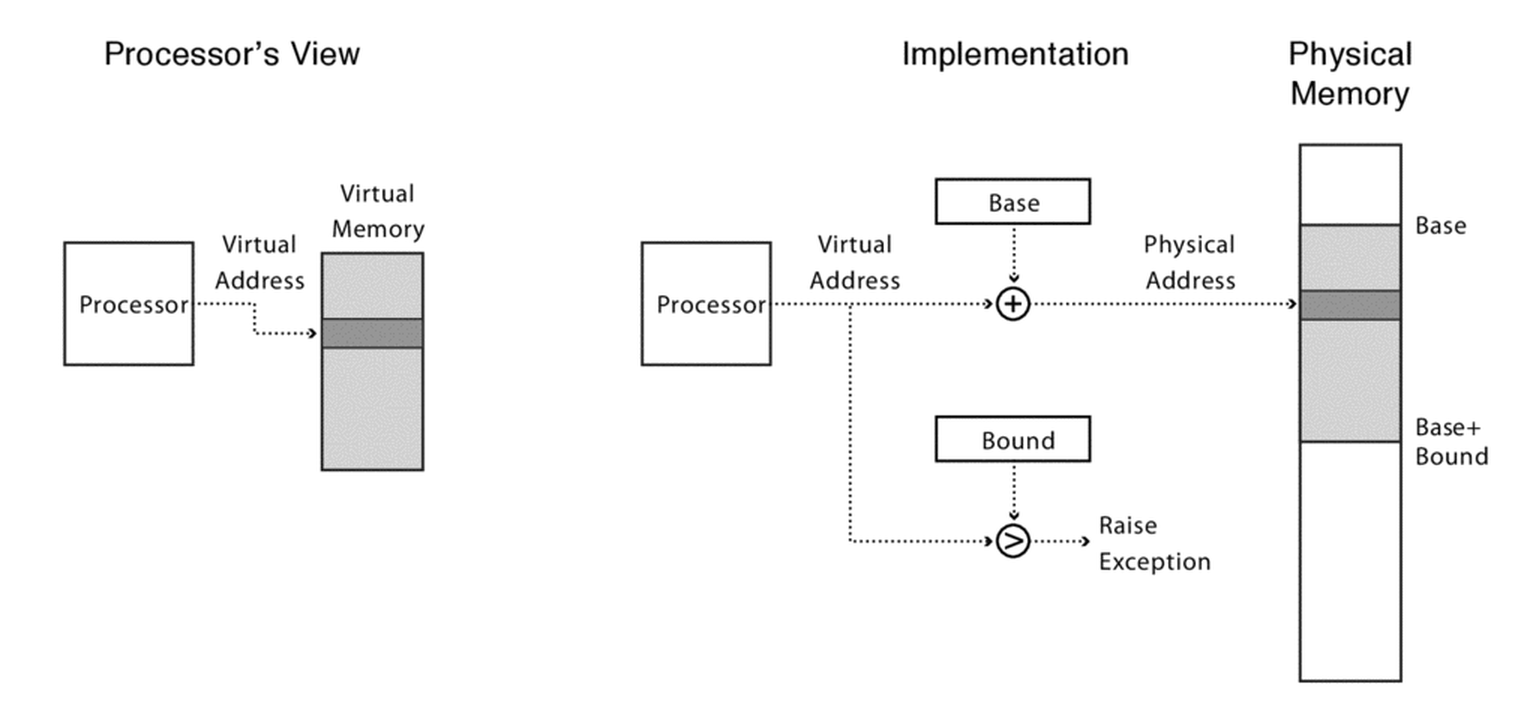 Processor's View
Implementation
Physical
Memory
Virtual
Memory
Virtual
Address
Processor
Processor
Virtual
Address
Base
Physical
Address
Bound
>
Raise
Exception
+
Base
Base+
Bound